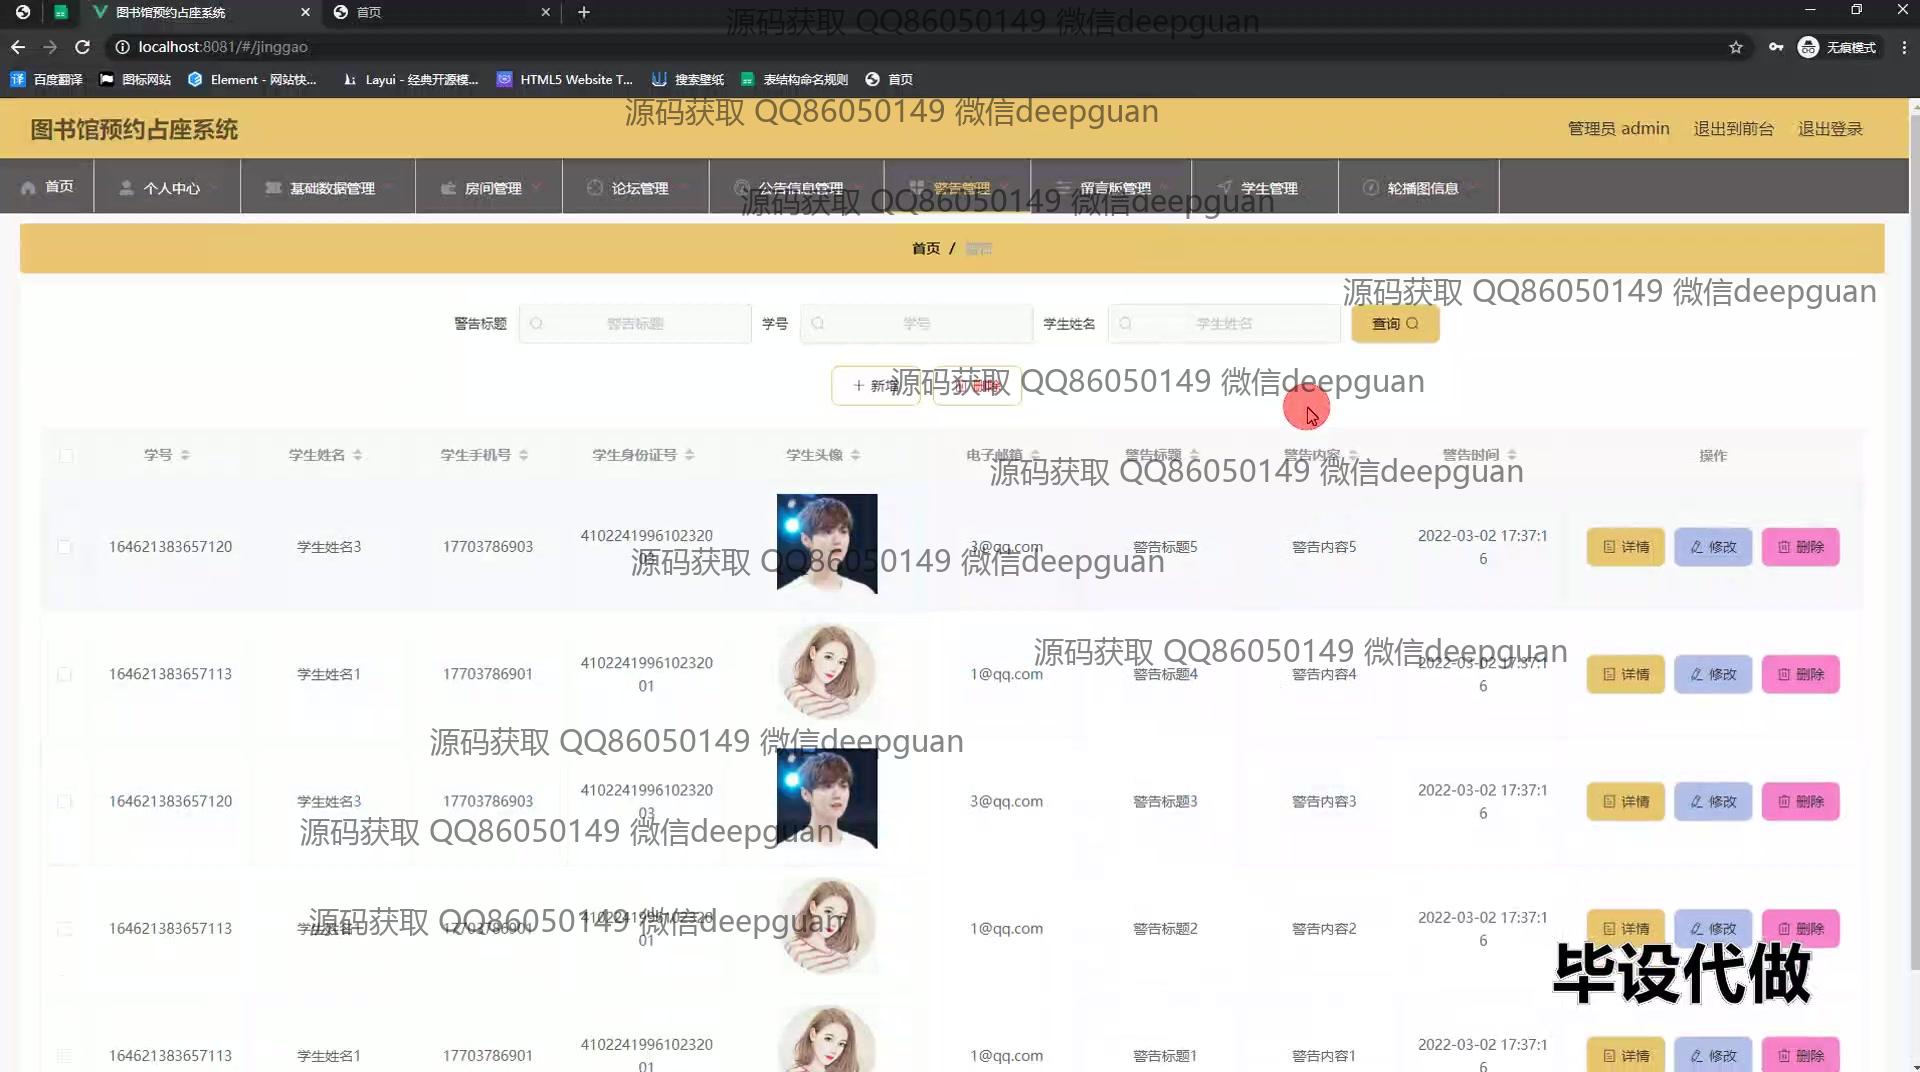 图书馆预约占座系统
首页
源码获取 QQ86050149 微信deepguan
localhost:8081/#/jinggao
无痕模式
百度翻译 图标网站 Element - 网站快... Layui - 经典开源模... HTML5 Website T... 搜索壁纸 表结构命名规则 首页
源码获取 QQ86050149 微信deepguan
图书馆预约占座系统
管理员 admin 退出到前台 退出登录
首页 个人中心 基础数据管理 房间管理 论坛管理 公告信息管理 警告管理 留言版管理 学生管理 轮播图信息
源码获取 QQ86050149 微信deepguan
首页 /
源码获取 QQ86050149 微信deepguan
警告标题 警告标题 学号 学号 学生姓名 学生姓名 查询
+ 新增 删除
源码获取 QQ86050149 微信deepguan
学号 学生姓名 学生手机号 学生身份证号 学生头像 电子邮箱 警告标题 警告内容 警告时间 操作
源码获取 QQ86050149 微信deepguan
164621383657120 学生姓名3 17703786903 4102241996102320 3@qq.com 警告标题5 警告内容5 2022-03-02 17:37:1
6
详情 修改 删除
源码获取 QQ86050149 微信deepguan
源码获取 QQ86050149 微信deepguan
164621383657113 学生姓名1 17703786901 4102241996102320
01
1@qq.com 警告标题4 警告内容4 2022-03-02 17:37:1
6
详情 修改 删除
源码获取 QQ86050149 微信deepguan
164621383657120 学生姓名3 17703786903 4102241996102320
03
3@qq.com 警告标题3 警告内容3 2022-03-02 17:37:1
6
详情 修改 删除
源码获取 QQ86050149 微信deepguan
164621383657113 学生姓名1 17703786901 4102241996102320
01
1@qq.com 警告标题2 警告内容2 2022-03-02 17:37:1
6
详情 修改 删除
源码获取 QQ86050149 微信deepguan
毕设代做
164621383657113 学生姓名1 17703786901 4102241996102320
01
1@qq.com 警告标题1 警告内容1 2022-03-02 17:37:1
6
详情 修改 删除